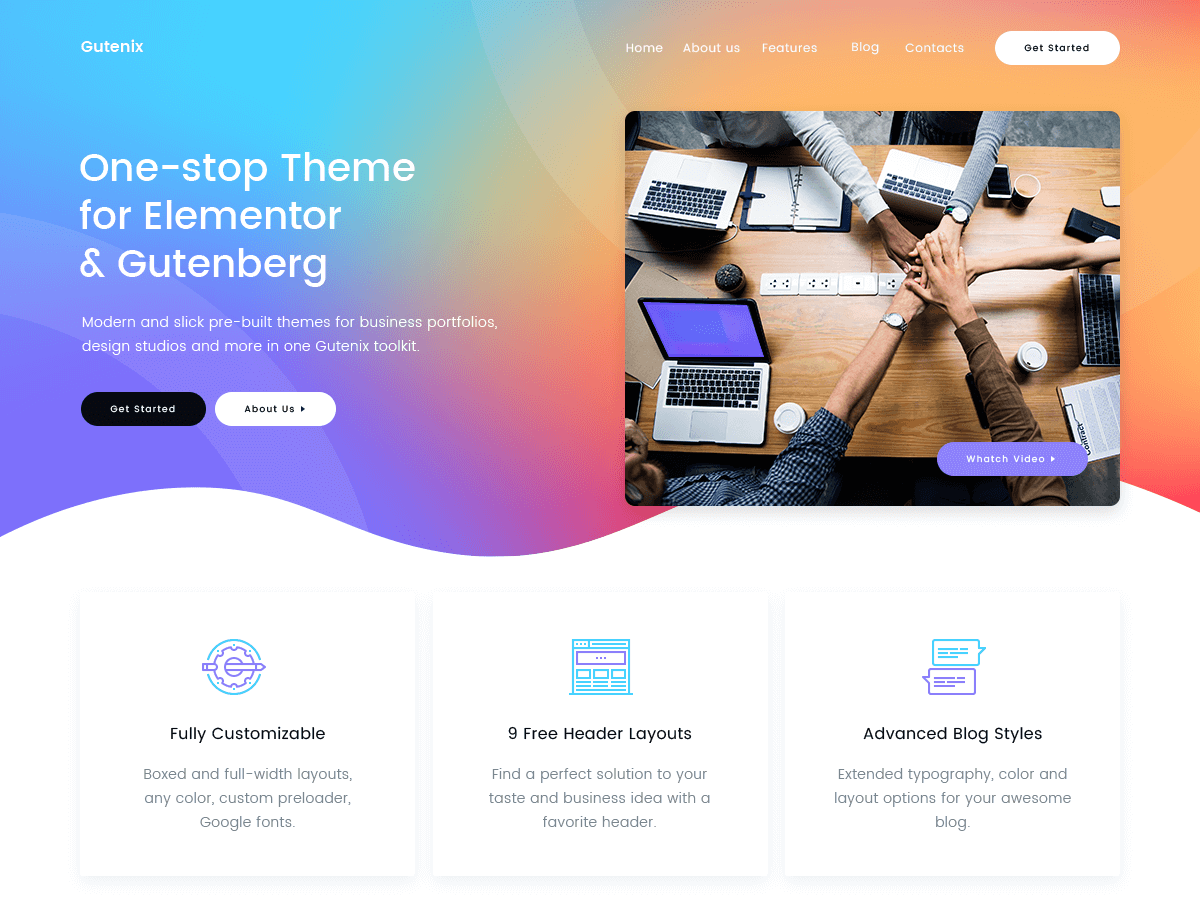 Gutenix
Home About us Features Blog Contacts Get Started
One-stop Theme
for Elementor
& Gutenberg
Modern and slick pre-built themes for business portfolios,
design studios and more in one Gutenix toolkit.
Get Started About Us
Contract
Whatch Video
Fully Customizable
Boxed and full-width layouts,
any color, custom preloader,
Google fonts.
9 Free Header Layouts
Find a perfect solution to your
taste and business idea with a
favorite header.
Advanced Blog Styles
Extended typography, color and
layout options for your awesome
blog.